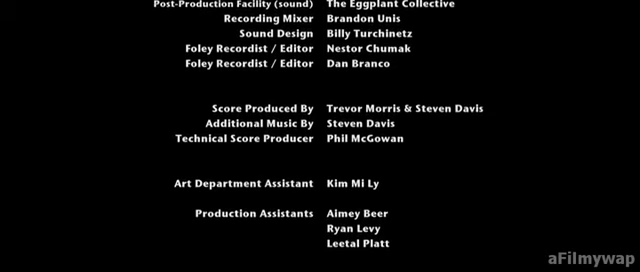 Post-Production Facility (sound) The Eggplant Collective
Recording Mixer Brandon Unis
Sound Design Billy Turchinetz
Foley Recordist / Editor Nestor Chumak
Foley Recordist / Editor Dan Branco
Score Produced By Trevor Morris & Steven Davis
Additional Music By Steven Davis
Technical Score Producer Phil McGowan
Art Department Assistant Kim Mi Ly
Production Assistants Aimey Beer
Ryan Levy
Leetal Platt
aFilmywap